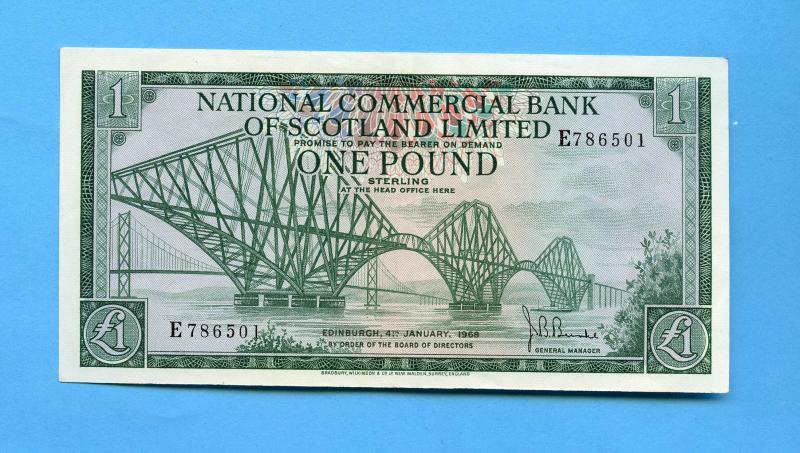 1
1
NATIONAL COMMERCIAL BANK
OF SCOTLAND LIMITED
PROMISE TO PAY THE BEARER ON DEMAND
E786501
ONE POUND
STERLING
AT THE HEAD OFFICE HERE
E786501
EDINBURGH, 4TH JANUARY, 1968
BY ORDER OF THE BOARD OF DIRECTORS
GENERAL MANAGER
£1
£1
BRADBURY, WILKINSON & Co Ld NEW MALDEN, SURREY, ENGLAND